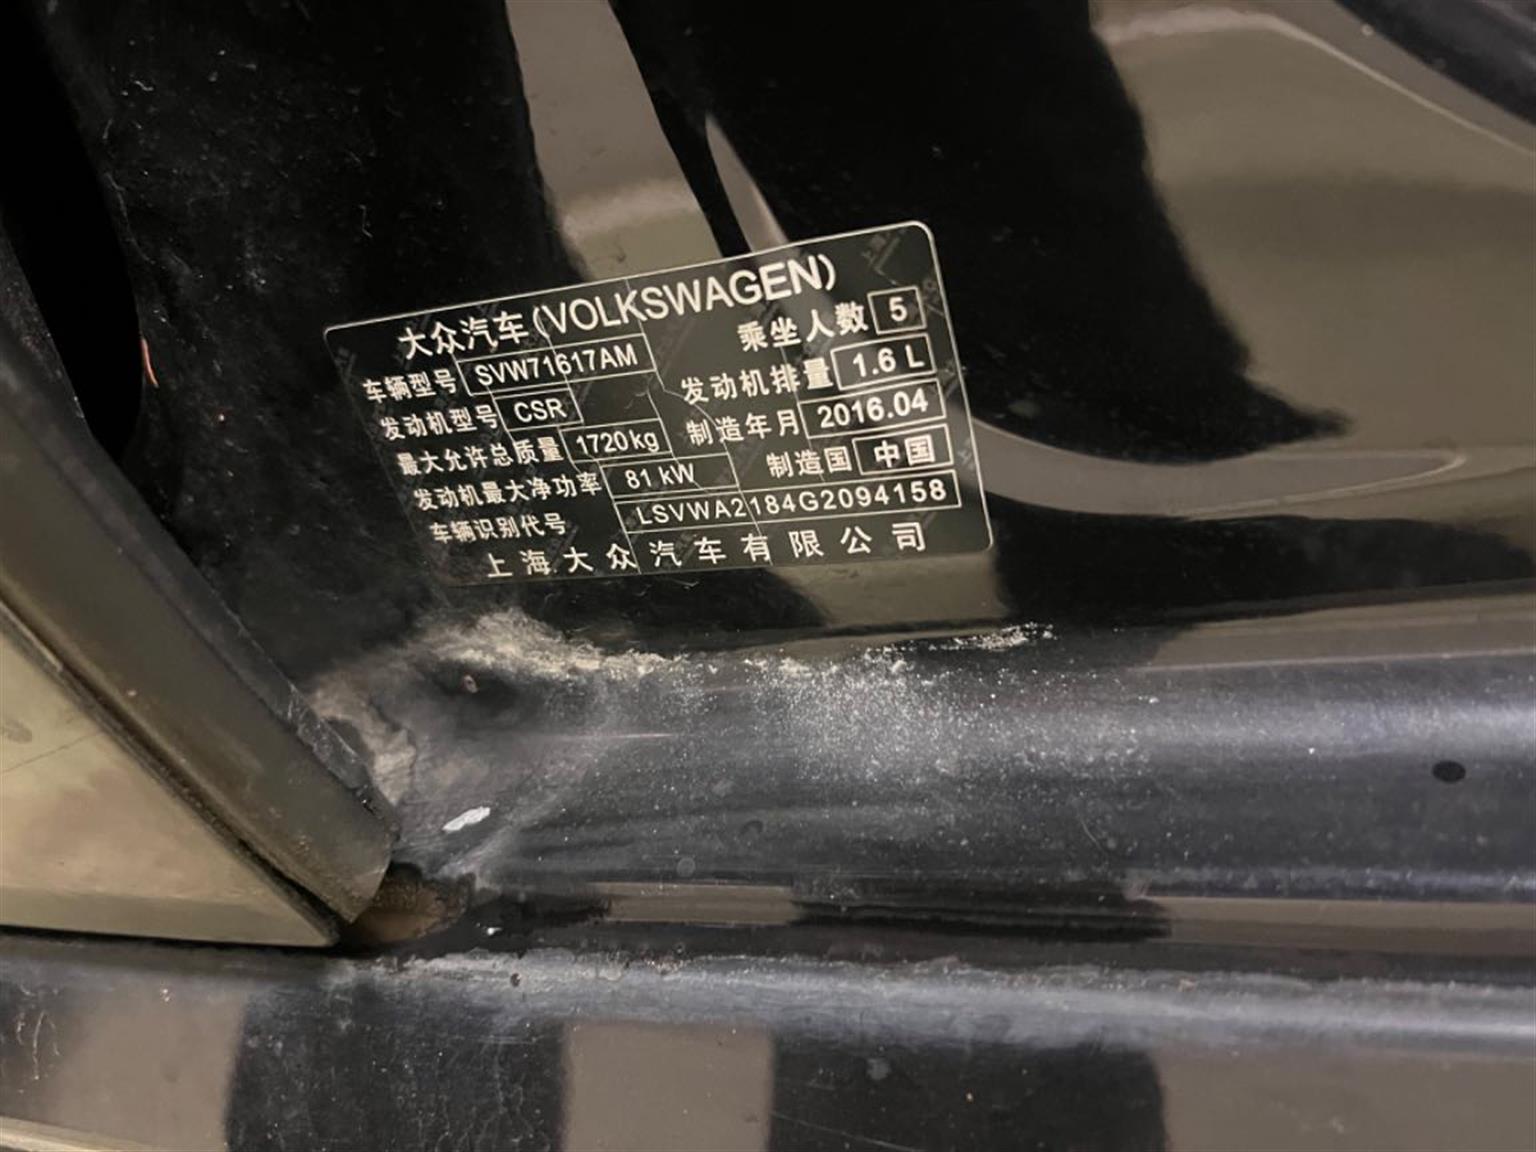 大众汽车(VOLKSWAGEN)
车辆型号 SVW71617AM 乘坐人数 5
发动机型号 CSR 发动机排量 1.6 L
最大允许总质量 1720kg 制造年月 2016.04
发动机最大净功率 81 kW 制造国 中国
车辆识别代号 LSVWA2184G2094158
上海大众汽车有限公司